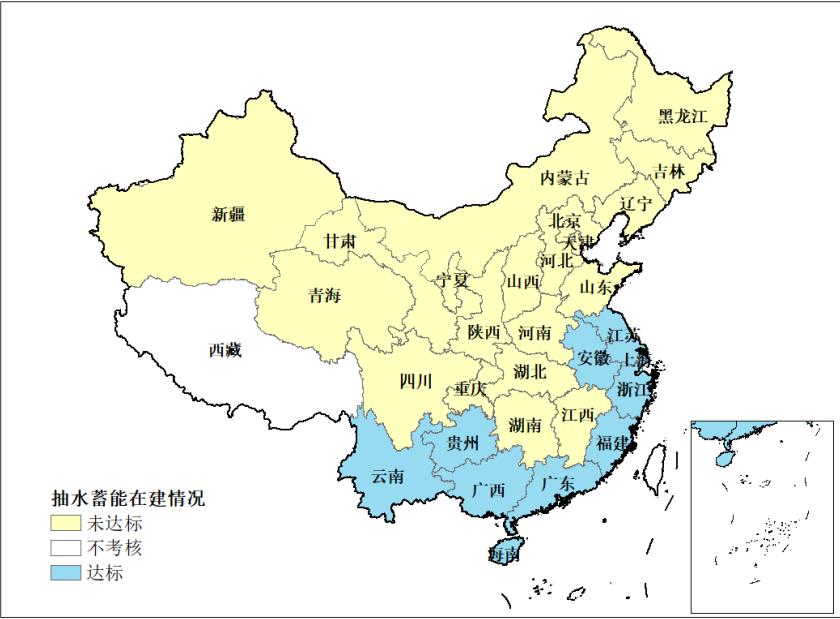 黑龙江
吉林
内蒙古
辽宁
新疆
北京
天津
甘肃
河北
宁夏
山西
山东
青海
陕西
河南
江苏
西藏
安徽
上海
四川
湖北
重庆
浙江
湖南
江西
贵州
福建
云南
广西
广东
海南
抽水蓄能在建情况
未达标
不考核
达标